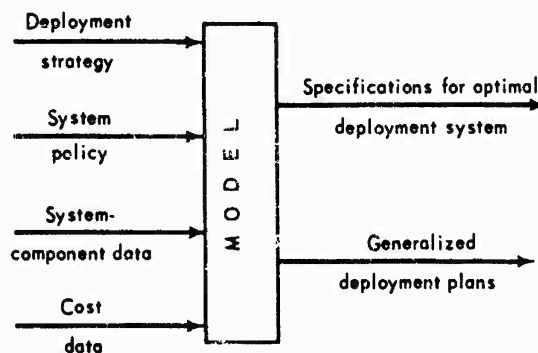 Deployment
strategy
System
policy
System-
component data
Cost
data
MODEL
Specifications for optimal
deployment system
Generalized
deployment plans